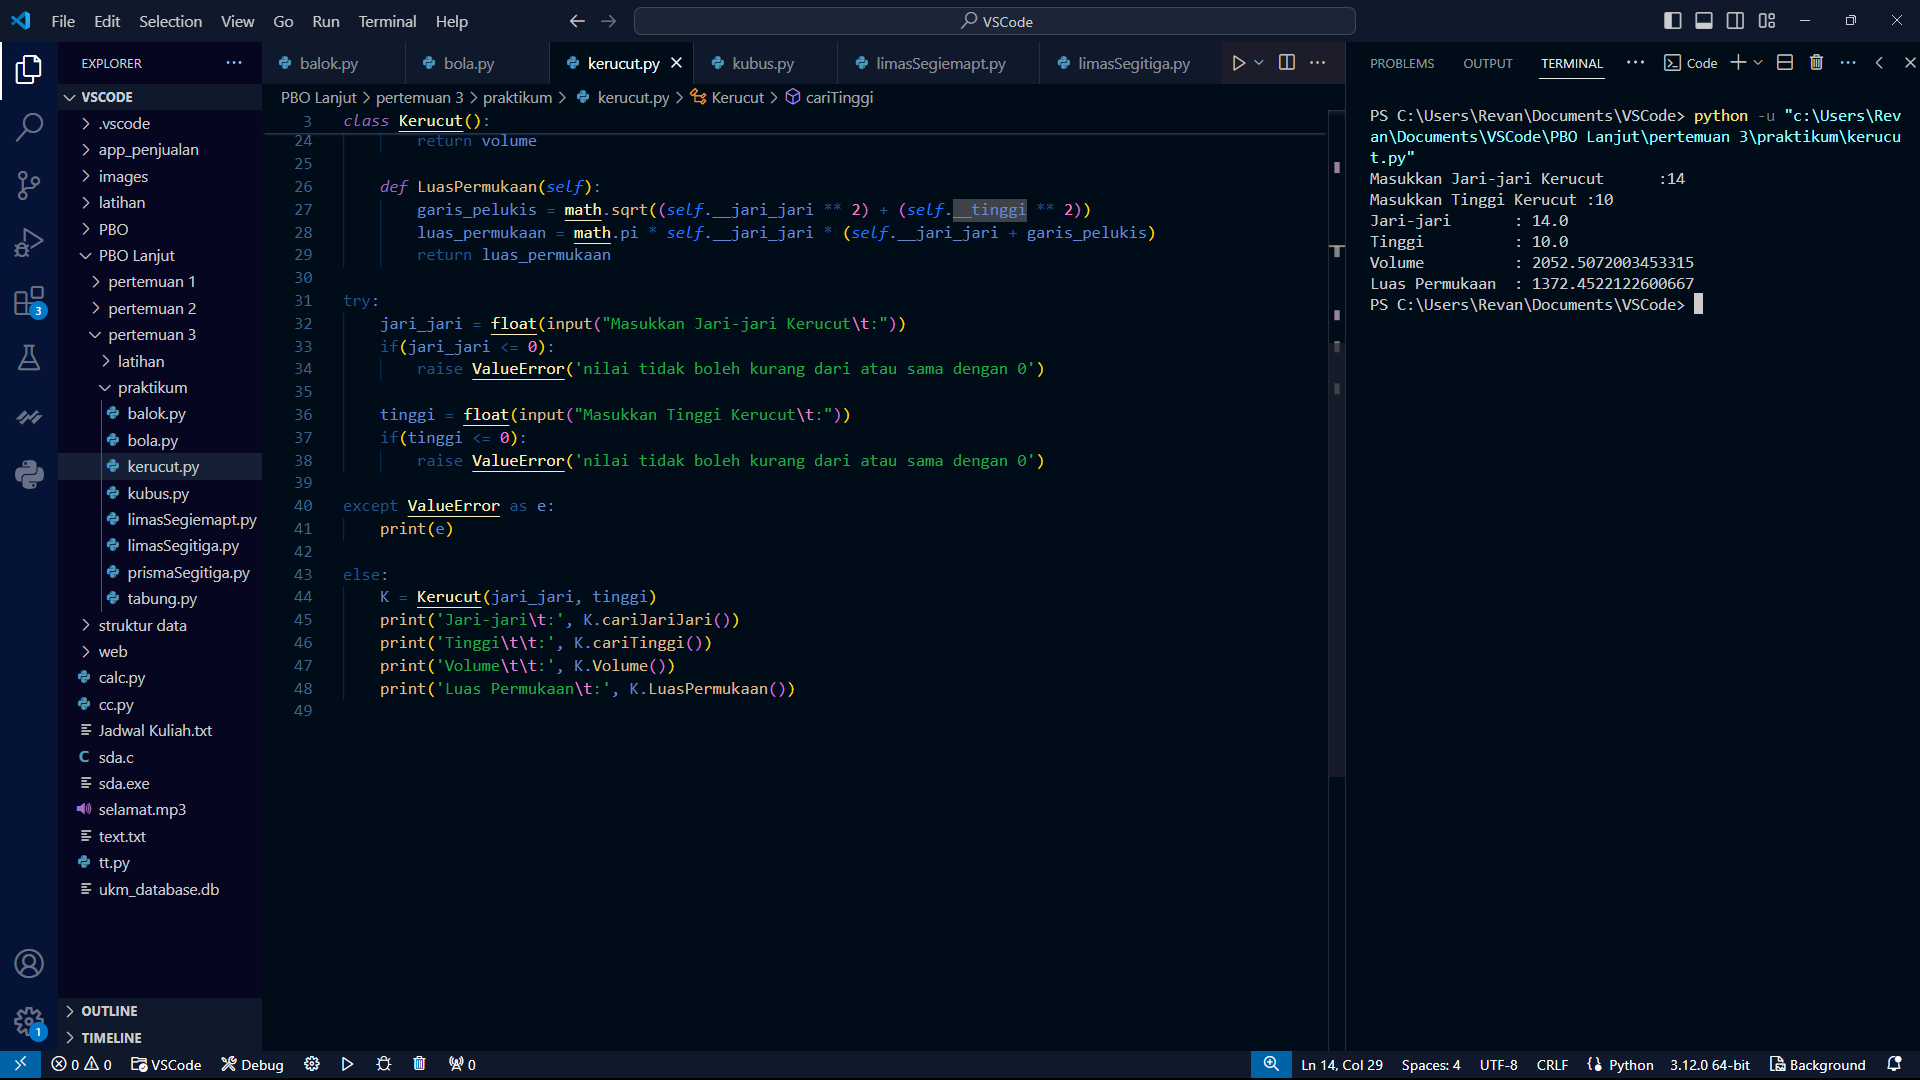 File Edit Selection View Go Run Terminal Help
VSCode
EXPLORER
VSCODE
.vscode
app_penjualan
images
latihan
PBO
PBO Lanjut
pertemuan 1
pertemuan 2
pertemuan 3
latihan
praktikum
balok.py
bola.py
kerucut.py
kubus.py
limasSegiemapt.py
limasSegitiga.py
prismaSegitiga.py
tabung.py
struktur data
web
calc.py
cc.py
Jadwal Kuliah.txt
C sda.c
sda.exe
selamat.mp3
text.txt
tt.py
ukm_database.db
OUTLINE
TIMELINE
3
1
balok.py bola.py kerucut.py kubus.py limasSegiemapt.py limasSegitiga.py
PBO Lanjut > pertemuan 3 > praktikum > kerucut.py > Kerucut > cariTinggi
3 class Kerucut():
24 return volume
25
26 def LuasPermukaan(self):
27 garis_pelukis = math.sqrt((self.__jari_jari ** 2) + (self.__tinggi ** 2))
28 luas_permukaan = math.pi * self.__jari_jari * (self.__jari_jari + garis_pelukis)
29 return luas_permukaan
30
31 try:
32 jari_jari = float(input("Masukkan Jari-jari Kerucut\t:"))
33 if(jari_jari <= 0):
34 raise ValueError('nilai tidak boleh kurang dari atau sama dengan 0')
35
36 tinggi = float(input("Masukkan Tinggi Kerucut\t:"))
37 if(tinggi <= 0):
38 raise ValueError('nilai tidak boleh kurang dari atau sama dengan 0')
39
40 except ValueError as e:
41 print(e)
42
43 else:
44 K = Kerucut(jari_jari, tinggi)
45 print('Jari-jari\t:', K.cariJariJari())
46 print('Tinggi\t\t:', K.cariTinggi())
47 print('Volume\t\t:', K.Volume())
48 print('Luas Permukaan\t:', K.LuasPermukaan())
49
PROBLEMS OUTPUT TERMINAL Code
PS C:\Users\Revan\Documents\VSCode> python -u "c:\Users\Rev
an\Documents\VSCode\PBO Lanjut\pertemuan 3\praktikum\kerucu
t.py"
Masukkan Jari-jari Kerucut :14
Masukkan Tinggi Kerucut :10
Jari-jari : 14.0
Tinggi : 10.0
Volume : 2052.5072003453315
Luas Permukaan : 1372.4522122600667
PS C:\Users\Revan\Documents\VSCode>
0 0 VSCode Debug 0 Ln 14, Col 29 Spaces: 4 UTF-8 CRLF Python 3.12.0 64-bit Background